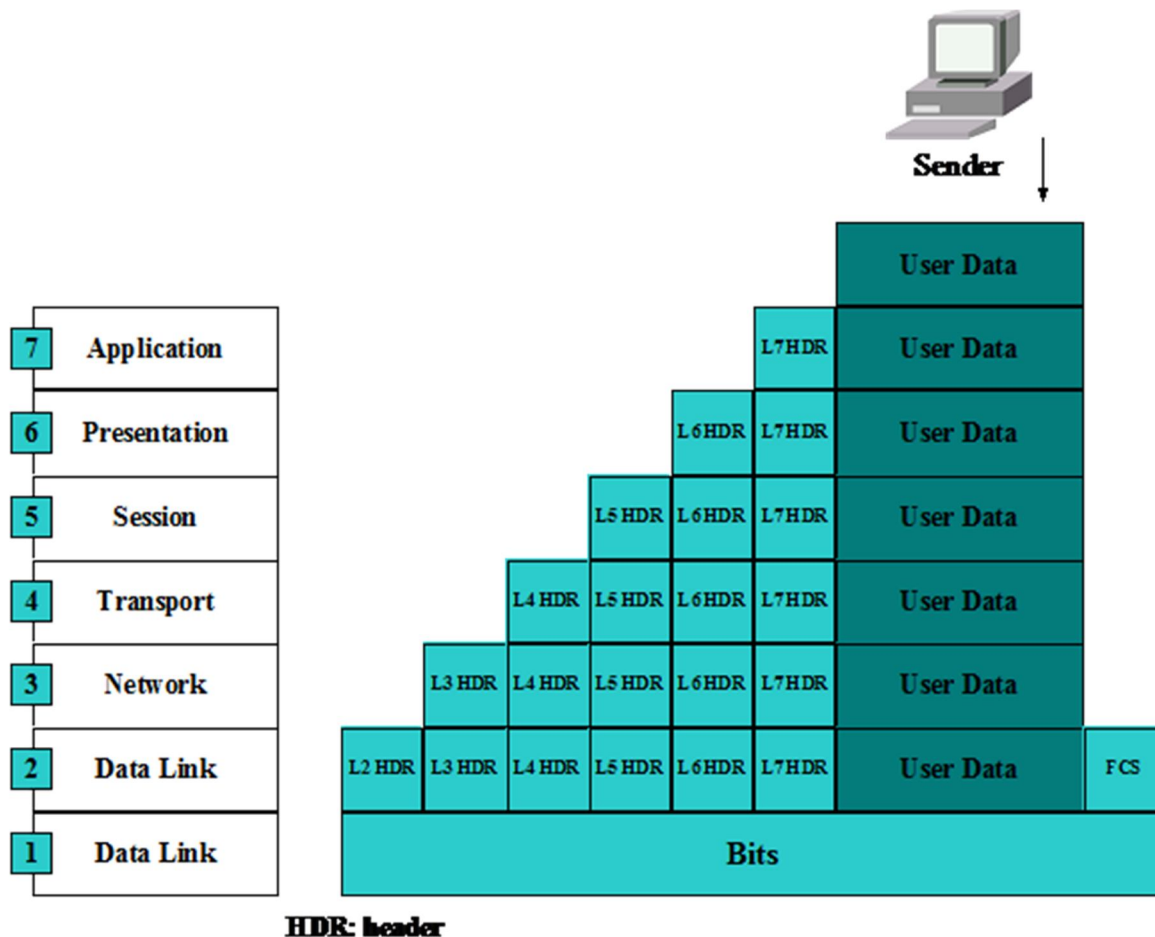 Sender
User Data
7 Application L7HDR User Data
6 Presentation L6HDR L7HDR User Data
5 Session L5 HDR L6HDR L7HDR User Data
4 Transport L4 HDR L5 HDR L6HDR L7HDR User Data
3 Network L3 HDR L4 HDR L5 HDR L6HDR L7HDR User Data
2 Data Link L2 HDR L3 HDR L4 HDR L5 HDR L6HDR L7HDR User Data FCS
1 Data Link Bits
HDR: header